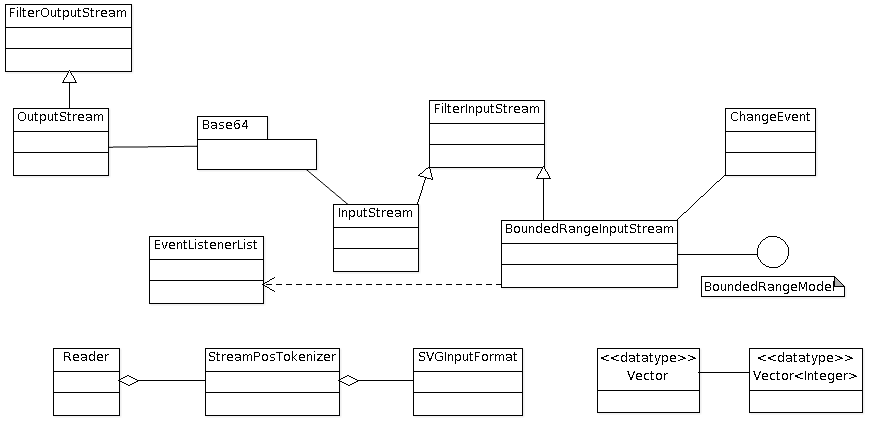 FilterOutputStream
OutputStream
Base64
FilterInputStream
ChangeEvent
InputStream
BoundedRangeInputStream
EventListenerList
BoundedRangeModel
Reader
StreamPosTokenizer
SVGInputFormat
<<datatype>>
Vector
<<datatype>>
Vector<Integer>